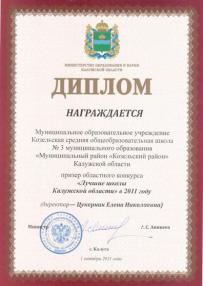 МИНИСТЕРСТВО ОБРАЗОВАНИЯ И НАУКИ
КАЛУЖСКОЙ ОБЛАСТИ
ДИПЛОМ
НАГРАЖДАЕТСЯ
Муниципальное образовательное учреждение
Козельская средняя общеобразовательная школа
№ 3 муниципального образования
«Муниципальный район «Козельский район»
Калужской области
призер областного конкурса
«Лучшие школы
Калужской области» в 2011 году
(директор— Цукерник Елена Николаевна)
Министр
С. Аникеев
г. Калуга
1 октября 2011 года